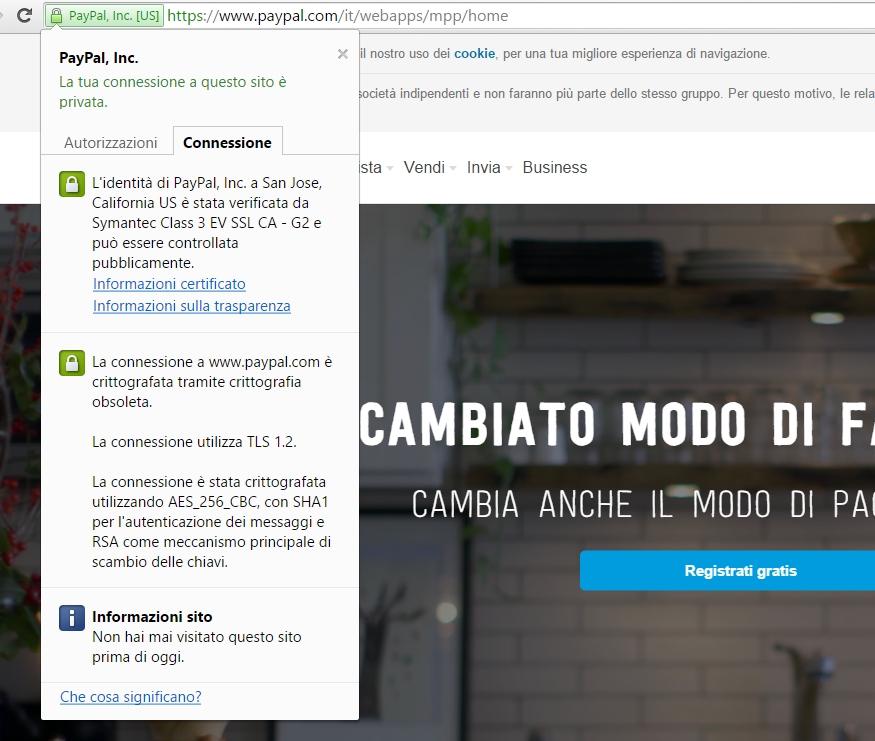 PayPal, Inc. [US] https://www.paypal.com/it/webapps/mpp/home
PayPal, Inc.
La tua connessione a questo sito è
privata.
Autorizzazioni Connessione
L'identità di PayPal, Inc. a San Jose,
California US è stata verificata da
Symantec Class 3 EV SSL CA - G2 e
può essere controllata
pubblicamente.
Informazioni certificato
Informazioni sulla trasparenza
La connessione a www.paypal.com è
crittografata tramite crittografia
obsoleta.
La connessione utilizza TLS 1.2.
La connessione è stata crittografata
utilizzando AES_256_CBC, con SHA1
per l'autenticazione dei messaggi e
RSA come meccanismo principale di
scambio delle chiavi.
Informazioni sito
Non hai mai visitato questo sito
prima di oggi.
Che cosa significano?
il nostro uso dei cookie, per una tua migliore esperienza di navigazione.
società indipendenti e non faranno più parte dello stesso gruppo. Per questo motivo, le rela
ista Vendi Invia Business
CAMBIATO MODO DI FA
CAMBIA ANCHE IL MODO DI PAG
Registrati gratis